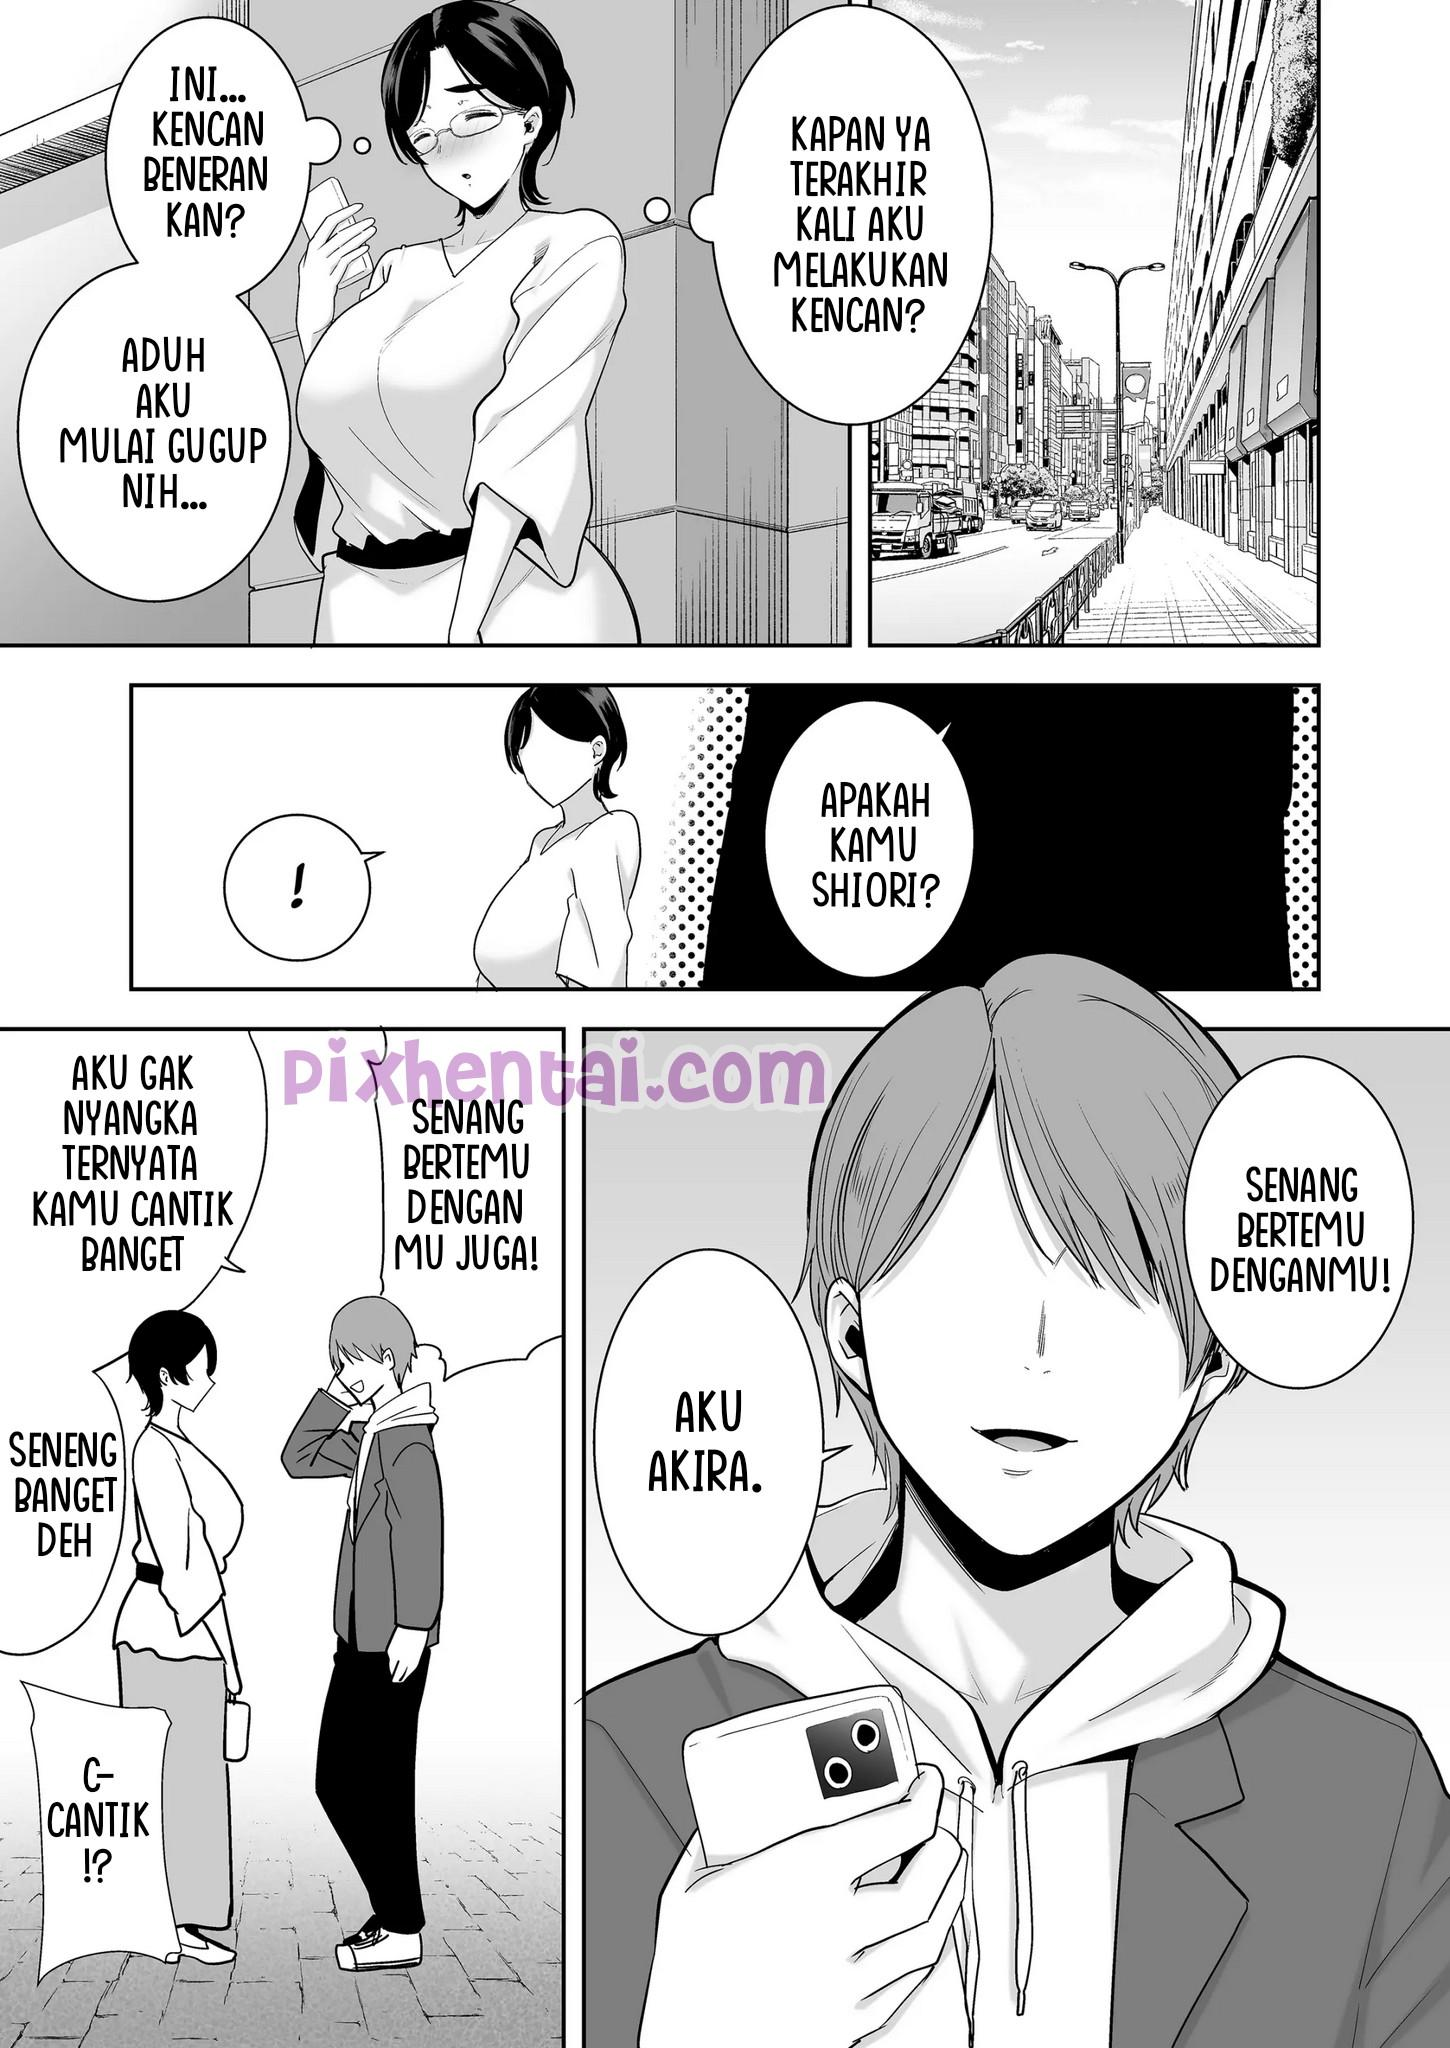 KAPAN YA
TERAKHIR
KALI AKU
MELAKUKAN
KENCAN?
INI...
KENCAN
BENERAN
KAN?
ADUH
AKU
MULAI GUGUP
NIH...
APAKAH
KAMU
SHIORI?
!
SENANG
BERTEMU
DENGANMU!
AKU
AKIRA.
pixhentai.com
SENANG
BERTEMU
DENGAN
MU JUGA!
AKU GAK
NYANGKA
TERNYATA
KAMU CANTIK
BANGET
SENENG
BANGET
DEH
C-
CANTIK
!?